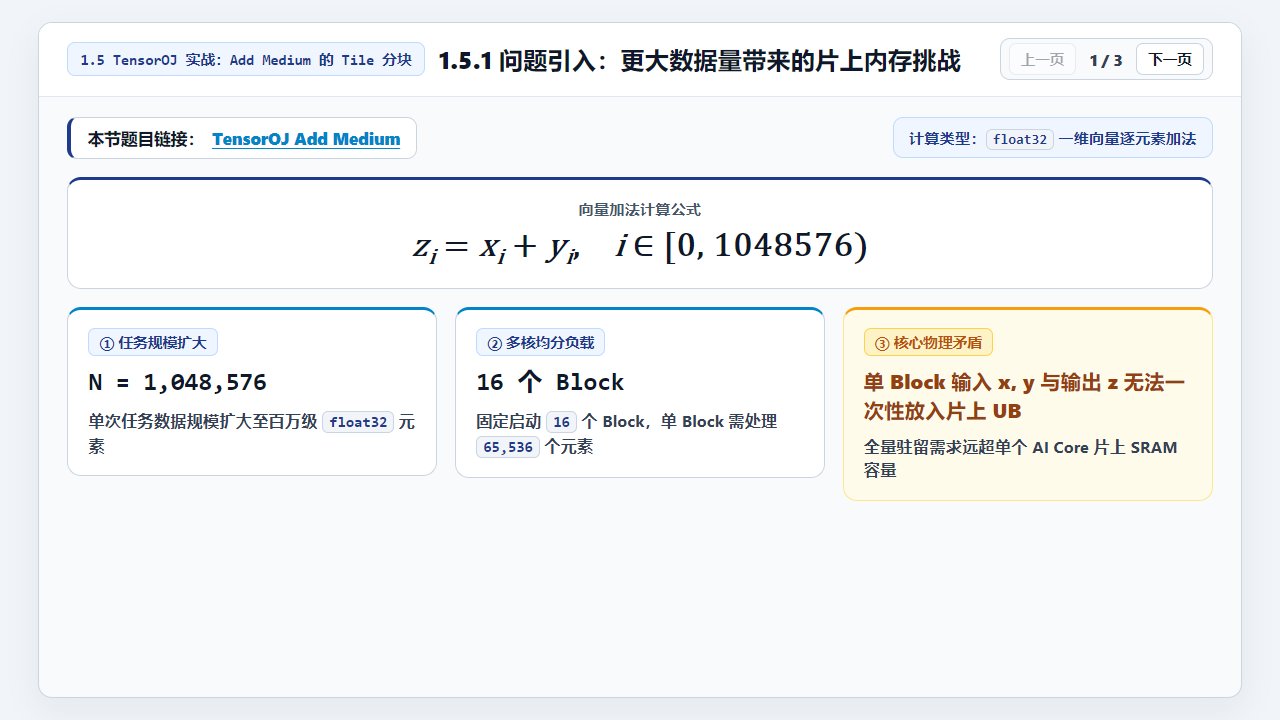 1.5 TensorOJ 实战：Add Medium 的 Tile 分块
1.5.1 问题引入：更大数据量带来的片上内存挑战
上一页 1 / 3 下一页
本节题目链接： TensorOJ Add Medium
计算类型： float32 一维向量逐元素加法
向量加法计算公式
z_i = x_i + y_i, i ∈ [0, 1048576)
① 任务规模扩大
N = 1,048,576
单次任务数据规模扩大至百万级 float32 元
素
② 多核均分负载
16 个 Block
固定启动 16 个 Block，单 Block 需处理
65,536 个元素
③ 核心物理矛盾
单 Block 输入 x, y 与输出 z 无法一
次性放入片上 UB
全量驻留需求远超单个 AI Core 片上 SRAM
容量